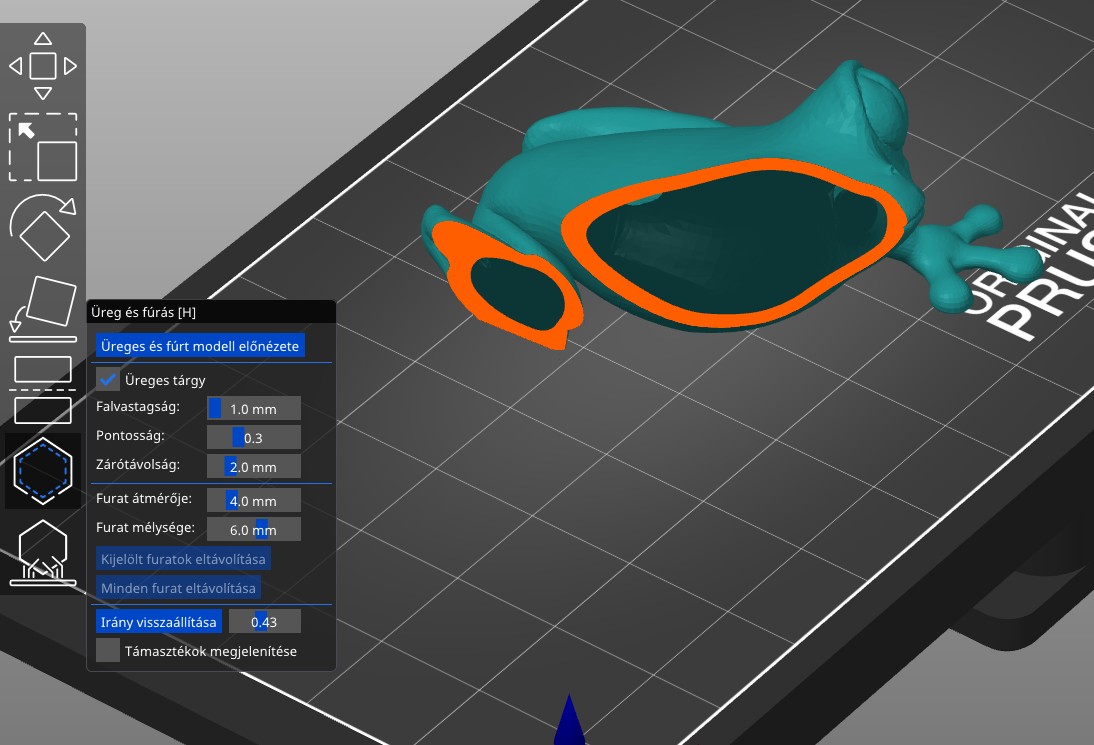 Üreg és fúrás [H]
Üreges és fúrt modell előnézete
Üreges tárgy
Falvastagság: 1.0 mm
Pontosság: 0.3
Zárótávolság: 2.0 mm
Furat átmérője: 4.0 mm
Furat mélysége: 6.0 mm
Kijelölt furatok eltávolítása
Minden furat eltávolítása
Irány visszaállítása 0.43
Támasztékok megjelenítése